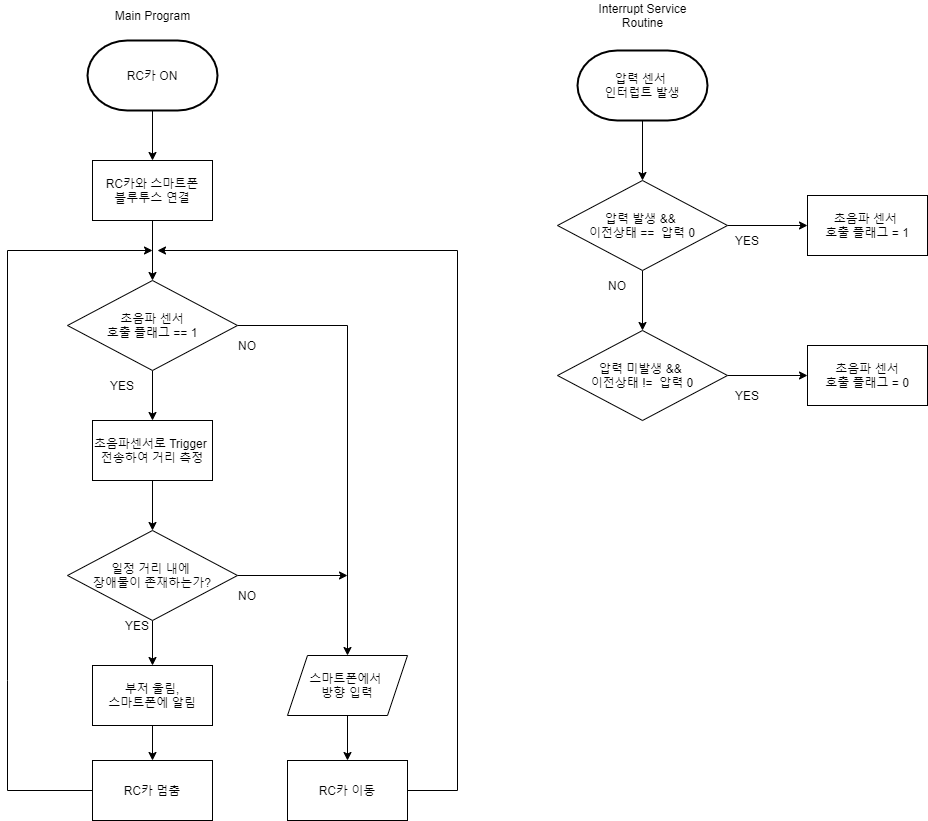 Main Program
RC카 ON
RC카와 스마트폰
블루투스 연결
초음파 센서
호출 플래그 == 1
NO
YES
초음파센서로 Trigger
전송하여 거리 측정
일정 거리 내에
장애물이 존재하는가?
NO
YES
부저 울림,
스마트폰에 알림
스마트폰에서
방향 입력
RC카 멈춤
RC카 이동
Interrupt Service
Routine
압력 센서
인터럽트 발생
압력 발생 &&
이전상태 == 압력 0
YES
초음파 센서
호출 플래그 = 1
NO
압력 미발생 &&
이전상태 != 압력 0
YES
초음파 센서
호출 플래그 = 0